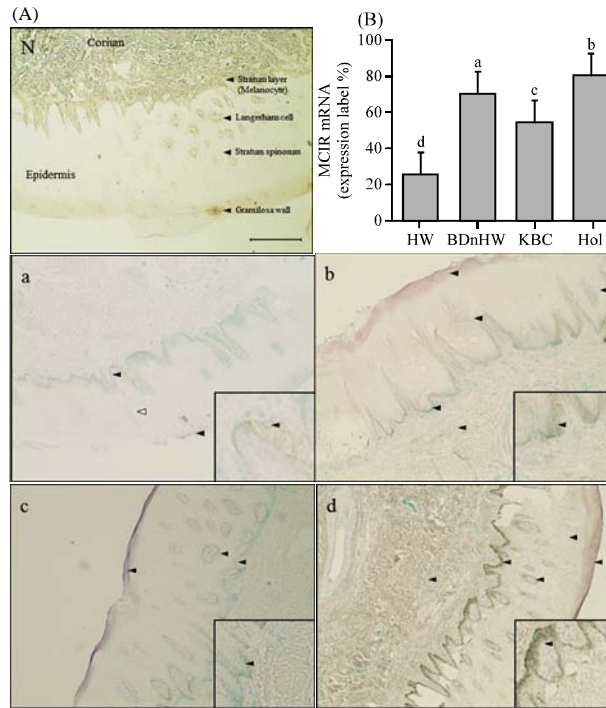 (A)
N
Corium
Stratum layer
(Melanocyte)
Langerhans cell
Stratum spinosum
Epidermis
Granulosa wall
(B)
MCIR mRNA
(expression label %)
100
80
60
40
20
0
d
a
c
b
HW
BDnHW
KBC
Hol
a
b
c
d